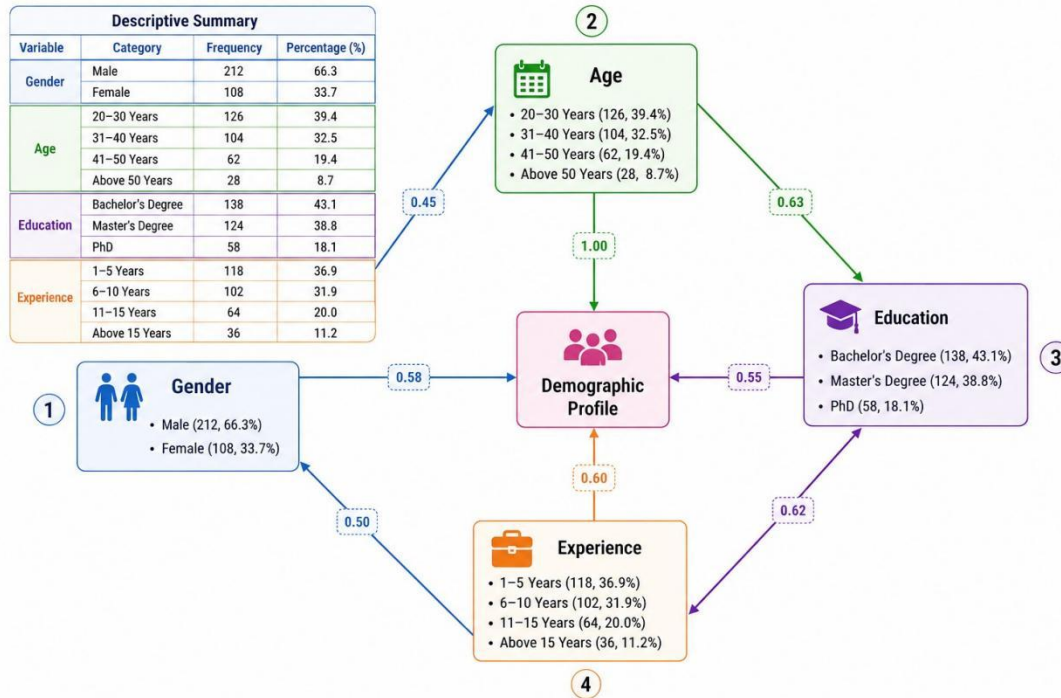 Descriptive Summary
Variable Category Frequency Percentage (%)
Gender Male 212 66.3
Female 108 33.7
Age 20–30 Years 126 39.4
31–40 Years 104 32.5
41–50 Years 62 19.4
Above 50 Years 28 8.7
Education Bachelor's Degree 138 43.1
Master's Degree 124 38.8
PhD 58 18.1
Experience 1–5 Years 118 36.9
6–10 Years 102 31.9
11–15 Years 64 20.0
Above 15 Years 36 11.2
2
Age
• 20–30 Years (126, 39.4%)
• 31–40 Years (104, 32.5%)
• 41–50 Years (62, 19.4%)
• Above 50 Years (28, 8.7%)
0.45
0.63
1.00
1
Gender
• Male (212, 66.3%)
• Female (108, 33.7%)
0.58
Demographic
Profile
0.55
Education
• Bachelor's Degree (138, 43.1%)
• Master's Degree (124, 38.8%)
• PhD (58, 18.1%)
3
0.60
0.50
0.62
Experience
• 1–5 Years (118, 36.9%)
• 6–10 Years (102, 31.9%)
• 11–15 Years (64, 20.0%)
• Above 15 Years (36, 11.2%)
4